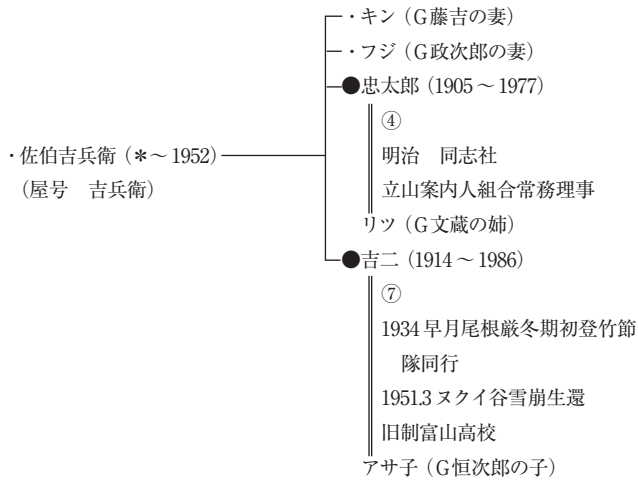 ・キン（G藤吉の妻）
・フジ（G政次郎の妻）
●忠太郎（1905～1977）
④
明治　同志社
立山案内人組合常務理事
リツ（G文蔵の姉）
・佐伯吉兵衛（＊～1952）
（屋号　吉兵衛）
●吉二（1914～1986）
⑦
1934早月尾根厳冬期初登竹節
隊同行
1951.3ヌクイ谷雪崩生還
旧制富山高校
アサ子（G恒次郎の子）